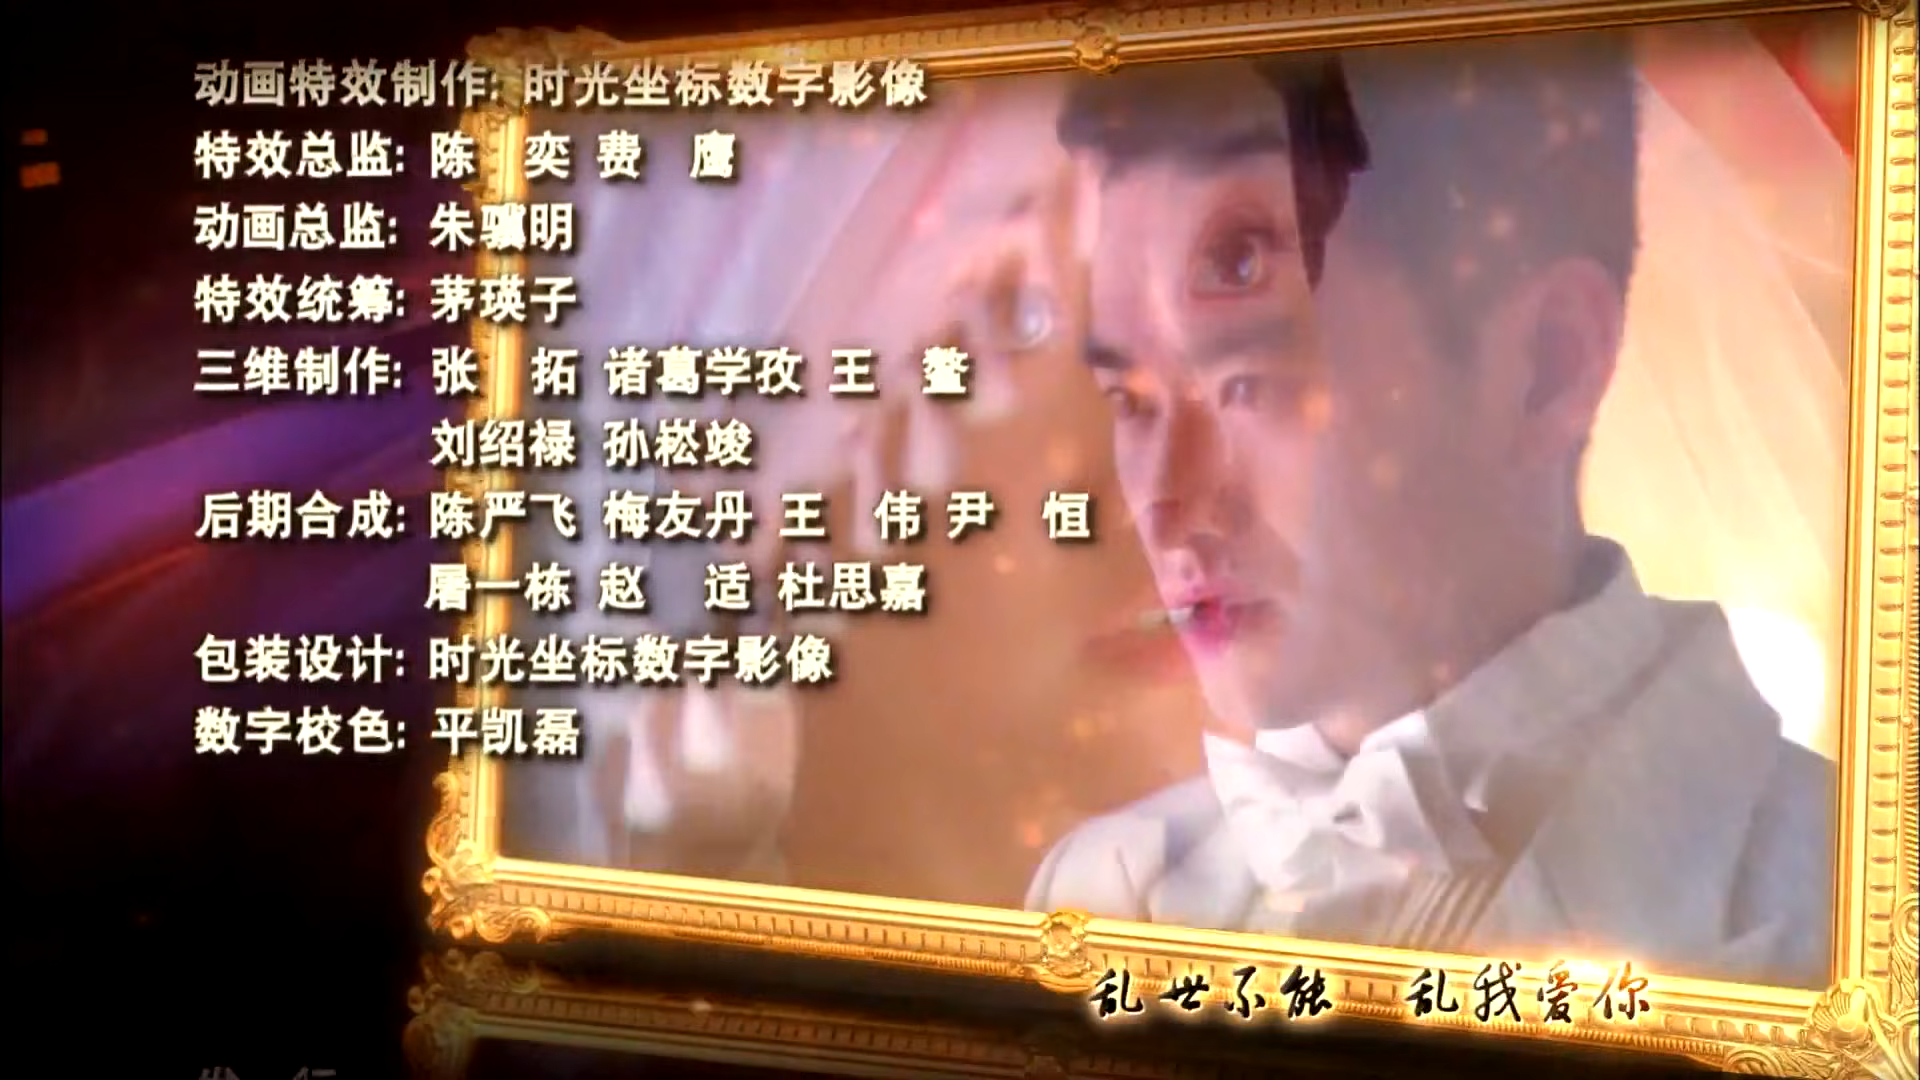 动画特效制作: 时光坐标数字影像
特效总监: 陈 奕 费 鹰
动画总监: 朱骥明
特效统筹: 茅瑛子
三维制作: 张 拓 诸葛学孜 王 鳌
刘绍禄 孙崧竣
后期合成: 陈严飞 梅友丹 王 伟 尹 恒
屠一栋 赵 适 杜思嘉
包装设计: 时光坐标数字影像
数字校色: 平凯磊
乱世不能 乱我爱你